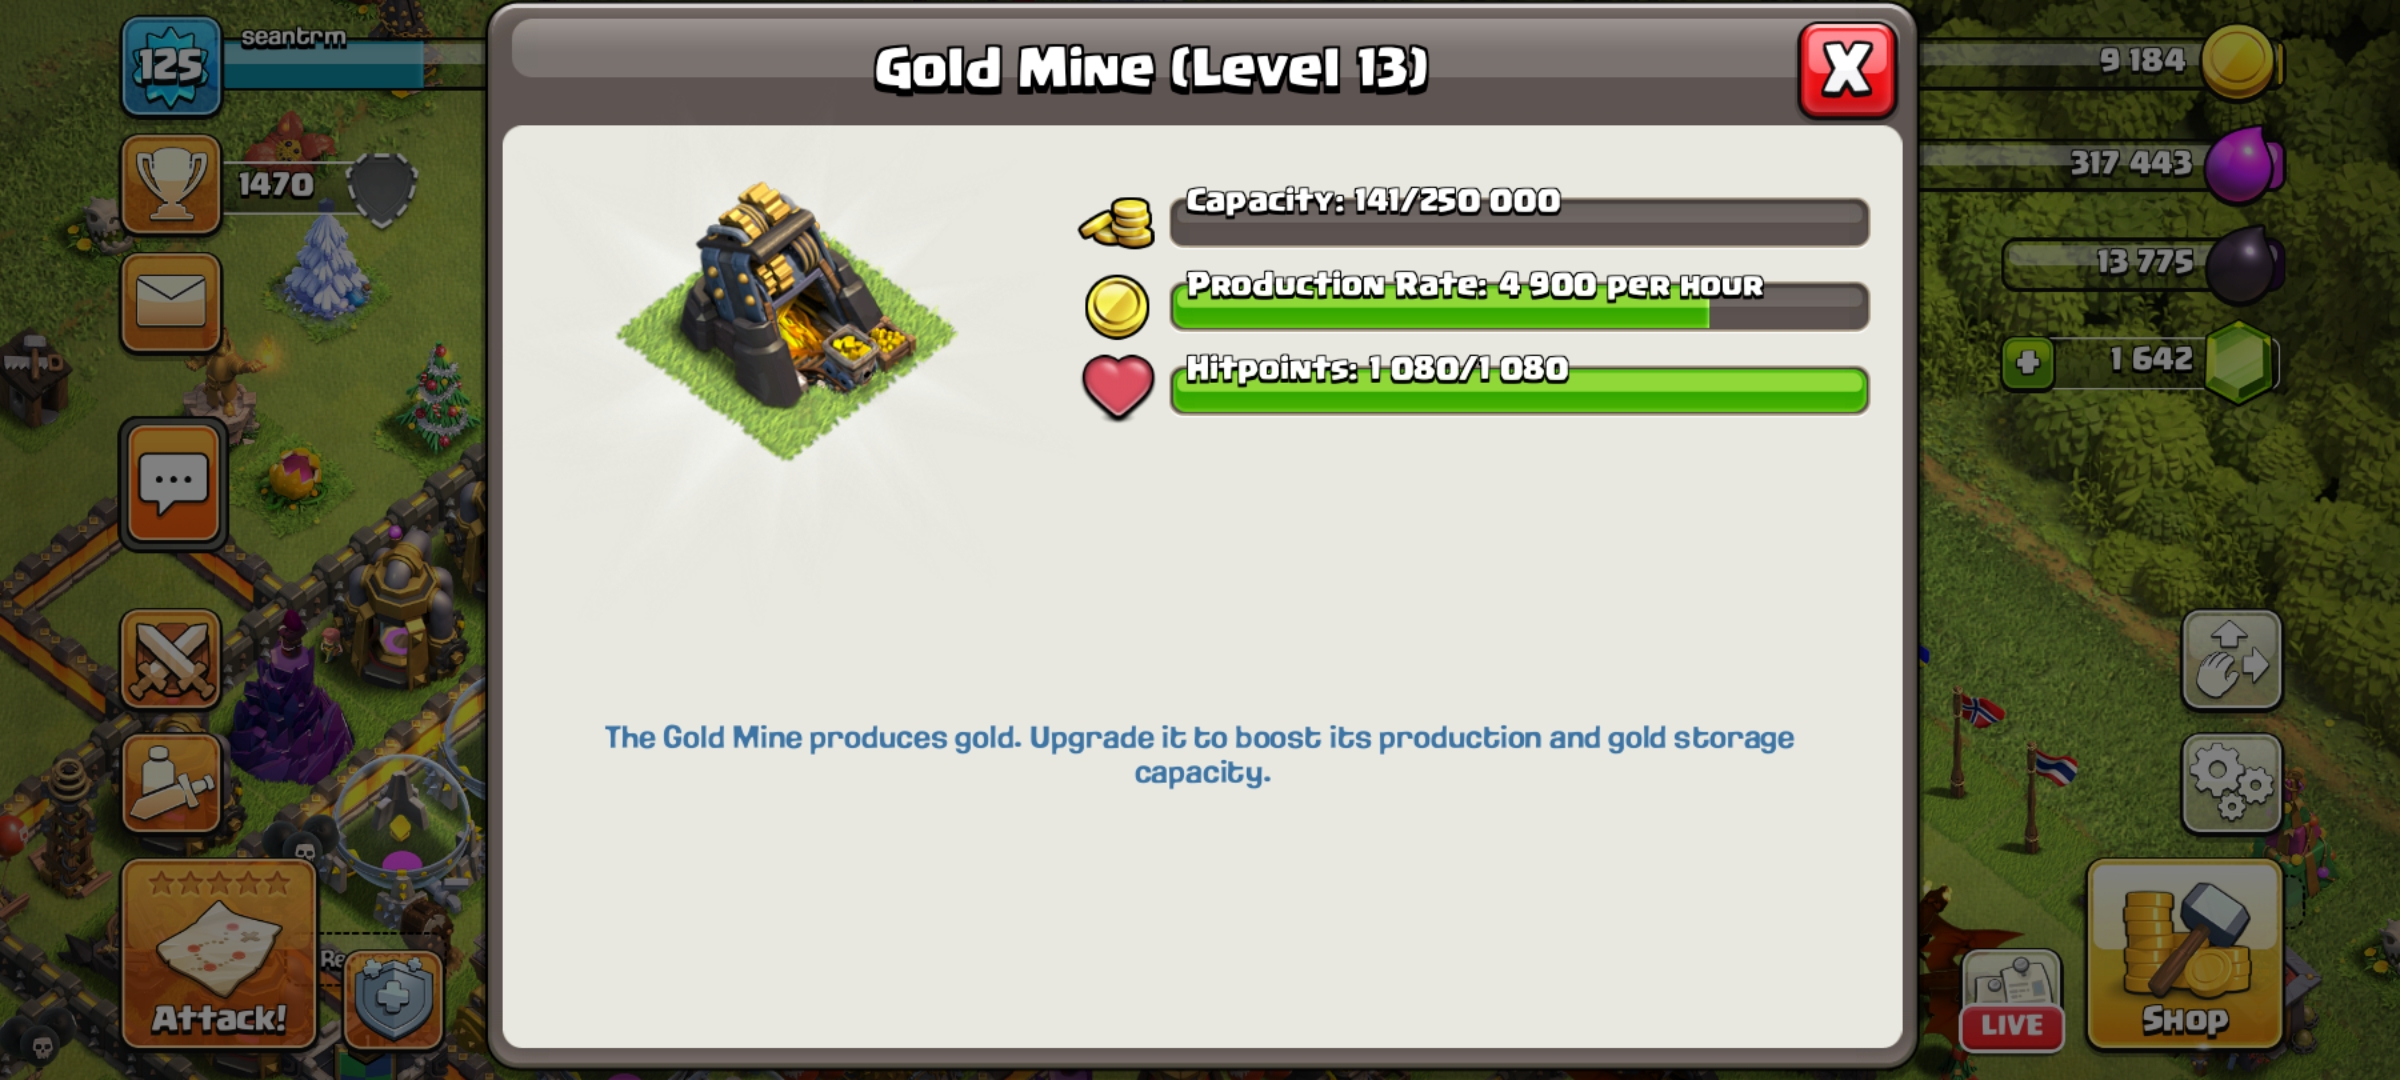 125
seantrm
1470
Gold Mine (Level 13)
X
9 184
317 443
13 775
1 642
Capacity: 141/250 000
Production Rate: 4 900 per Hour
Hitpoints: 1 080/1 080
The Gold Mine produces gold. Upgrade it to boost its production and gold storage
capacity.
Attack!
LIVE
Shop